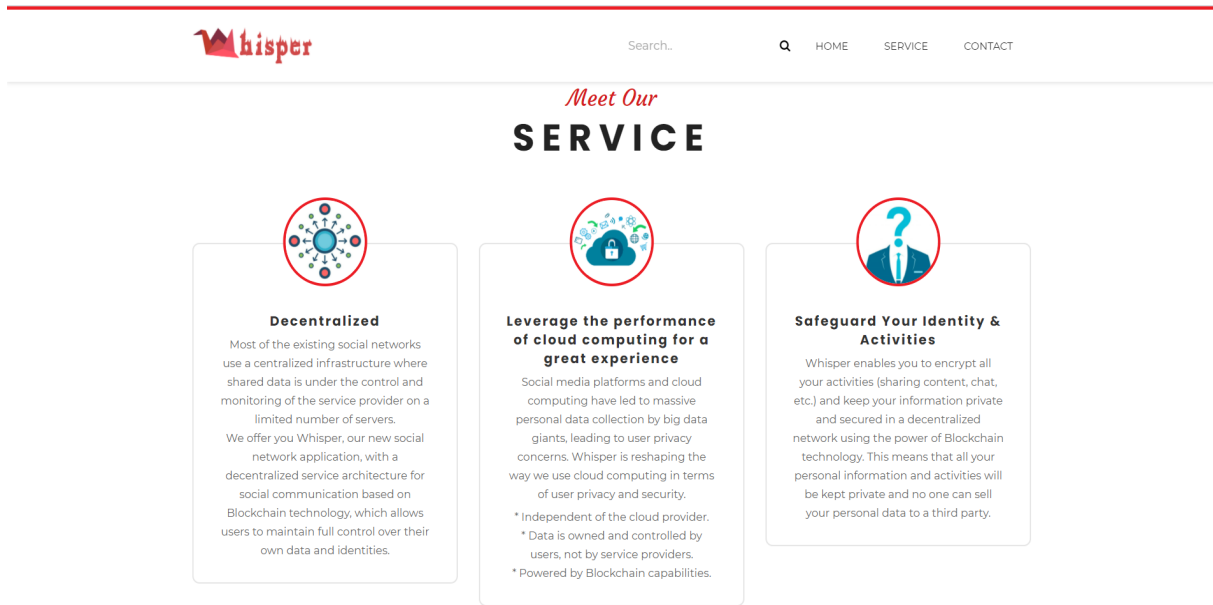 Whisper
Search..
HOME
SERVICE
CONTACT
Meet Our
SERVICE
Decentralized
Most of the existing social networks
use a centralized infrastructure where
shared data is under the control and
monitoring of the service provider on a
limited number of servers.
We offer you Whisper, our new social
network application, with a
decentralized service architecture for
social communication based on
Blockchain technology, which allows
users to maintain full control over their
own data and identities.
Leverage the performance
of cloud computing for a
great experience
Social media platforms and cloud
computing have led to massive
personal data collection by big data
giants, leading to user privacy
concerns. Whisper is reshaping the
way we use cloud computing in terms
of user privacy and security.
* Independent of the cloud provider.
* Data is owned and controlled by
users, not by service providers.
* Powered by Blockchain capabilities.
Safeguard Your Identity &
Activities
Whisper enables you to encrypt all
your activities (sharing content, chat,
etc.) and keep your information private
and secured in a decentralized
network using the power of Blockchain
technology. This means that all your
personal information and activities will
be kept private and no one can sell
your personal data to a third party.